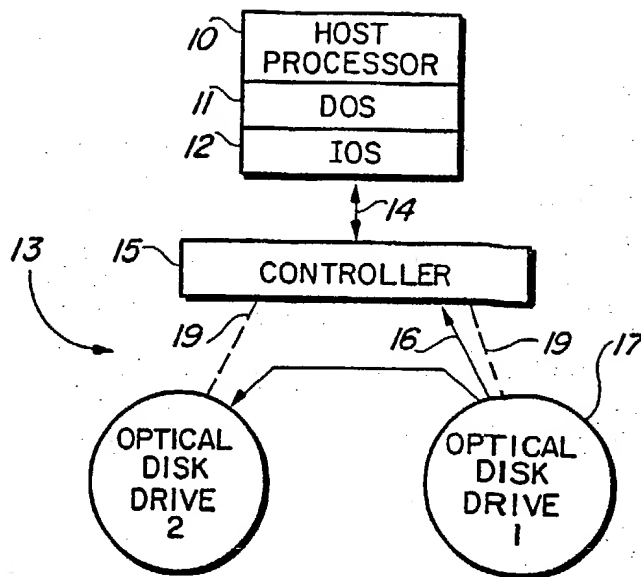 10
HOST
PROCESSOR
11
DOS
12
IOS
14
15
CONTROLLER
13
19
16
19
17
OPTICAL
DISK
DRIVE
2
OPTICAL
DISK
DRIVE
1